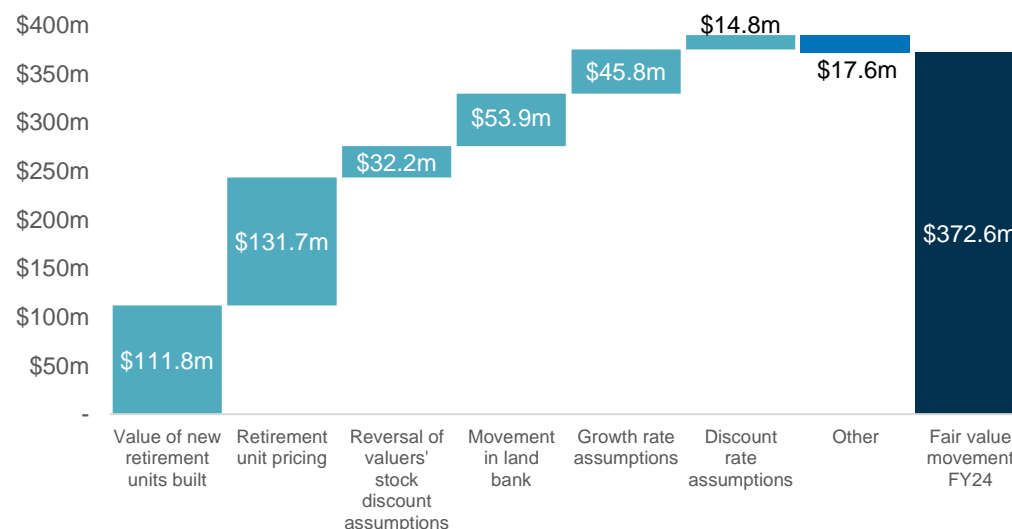 $400m
$350m
$300m
$250m
$200m
$150m
$100m
$50m
-
$111.8m
$131.7m
$32.2m
$53.9m
$45.8m
$14.8m
$17.6m
$372.6m
Value of new
retirement
units built
Retirement
unit pricing
Reversal of
valuers'
stock
discount
assumptions
Movement
in land
bank
Growth rate
assumptions
Discount
rate
assumptions
Other
Fair value
movement
FY24